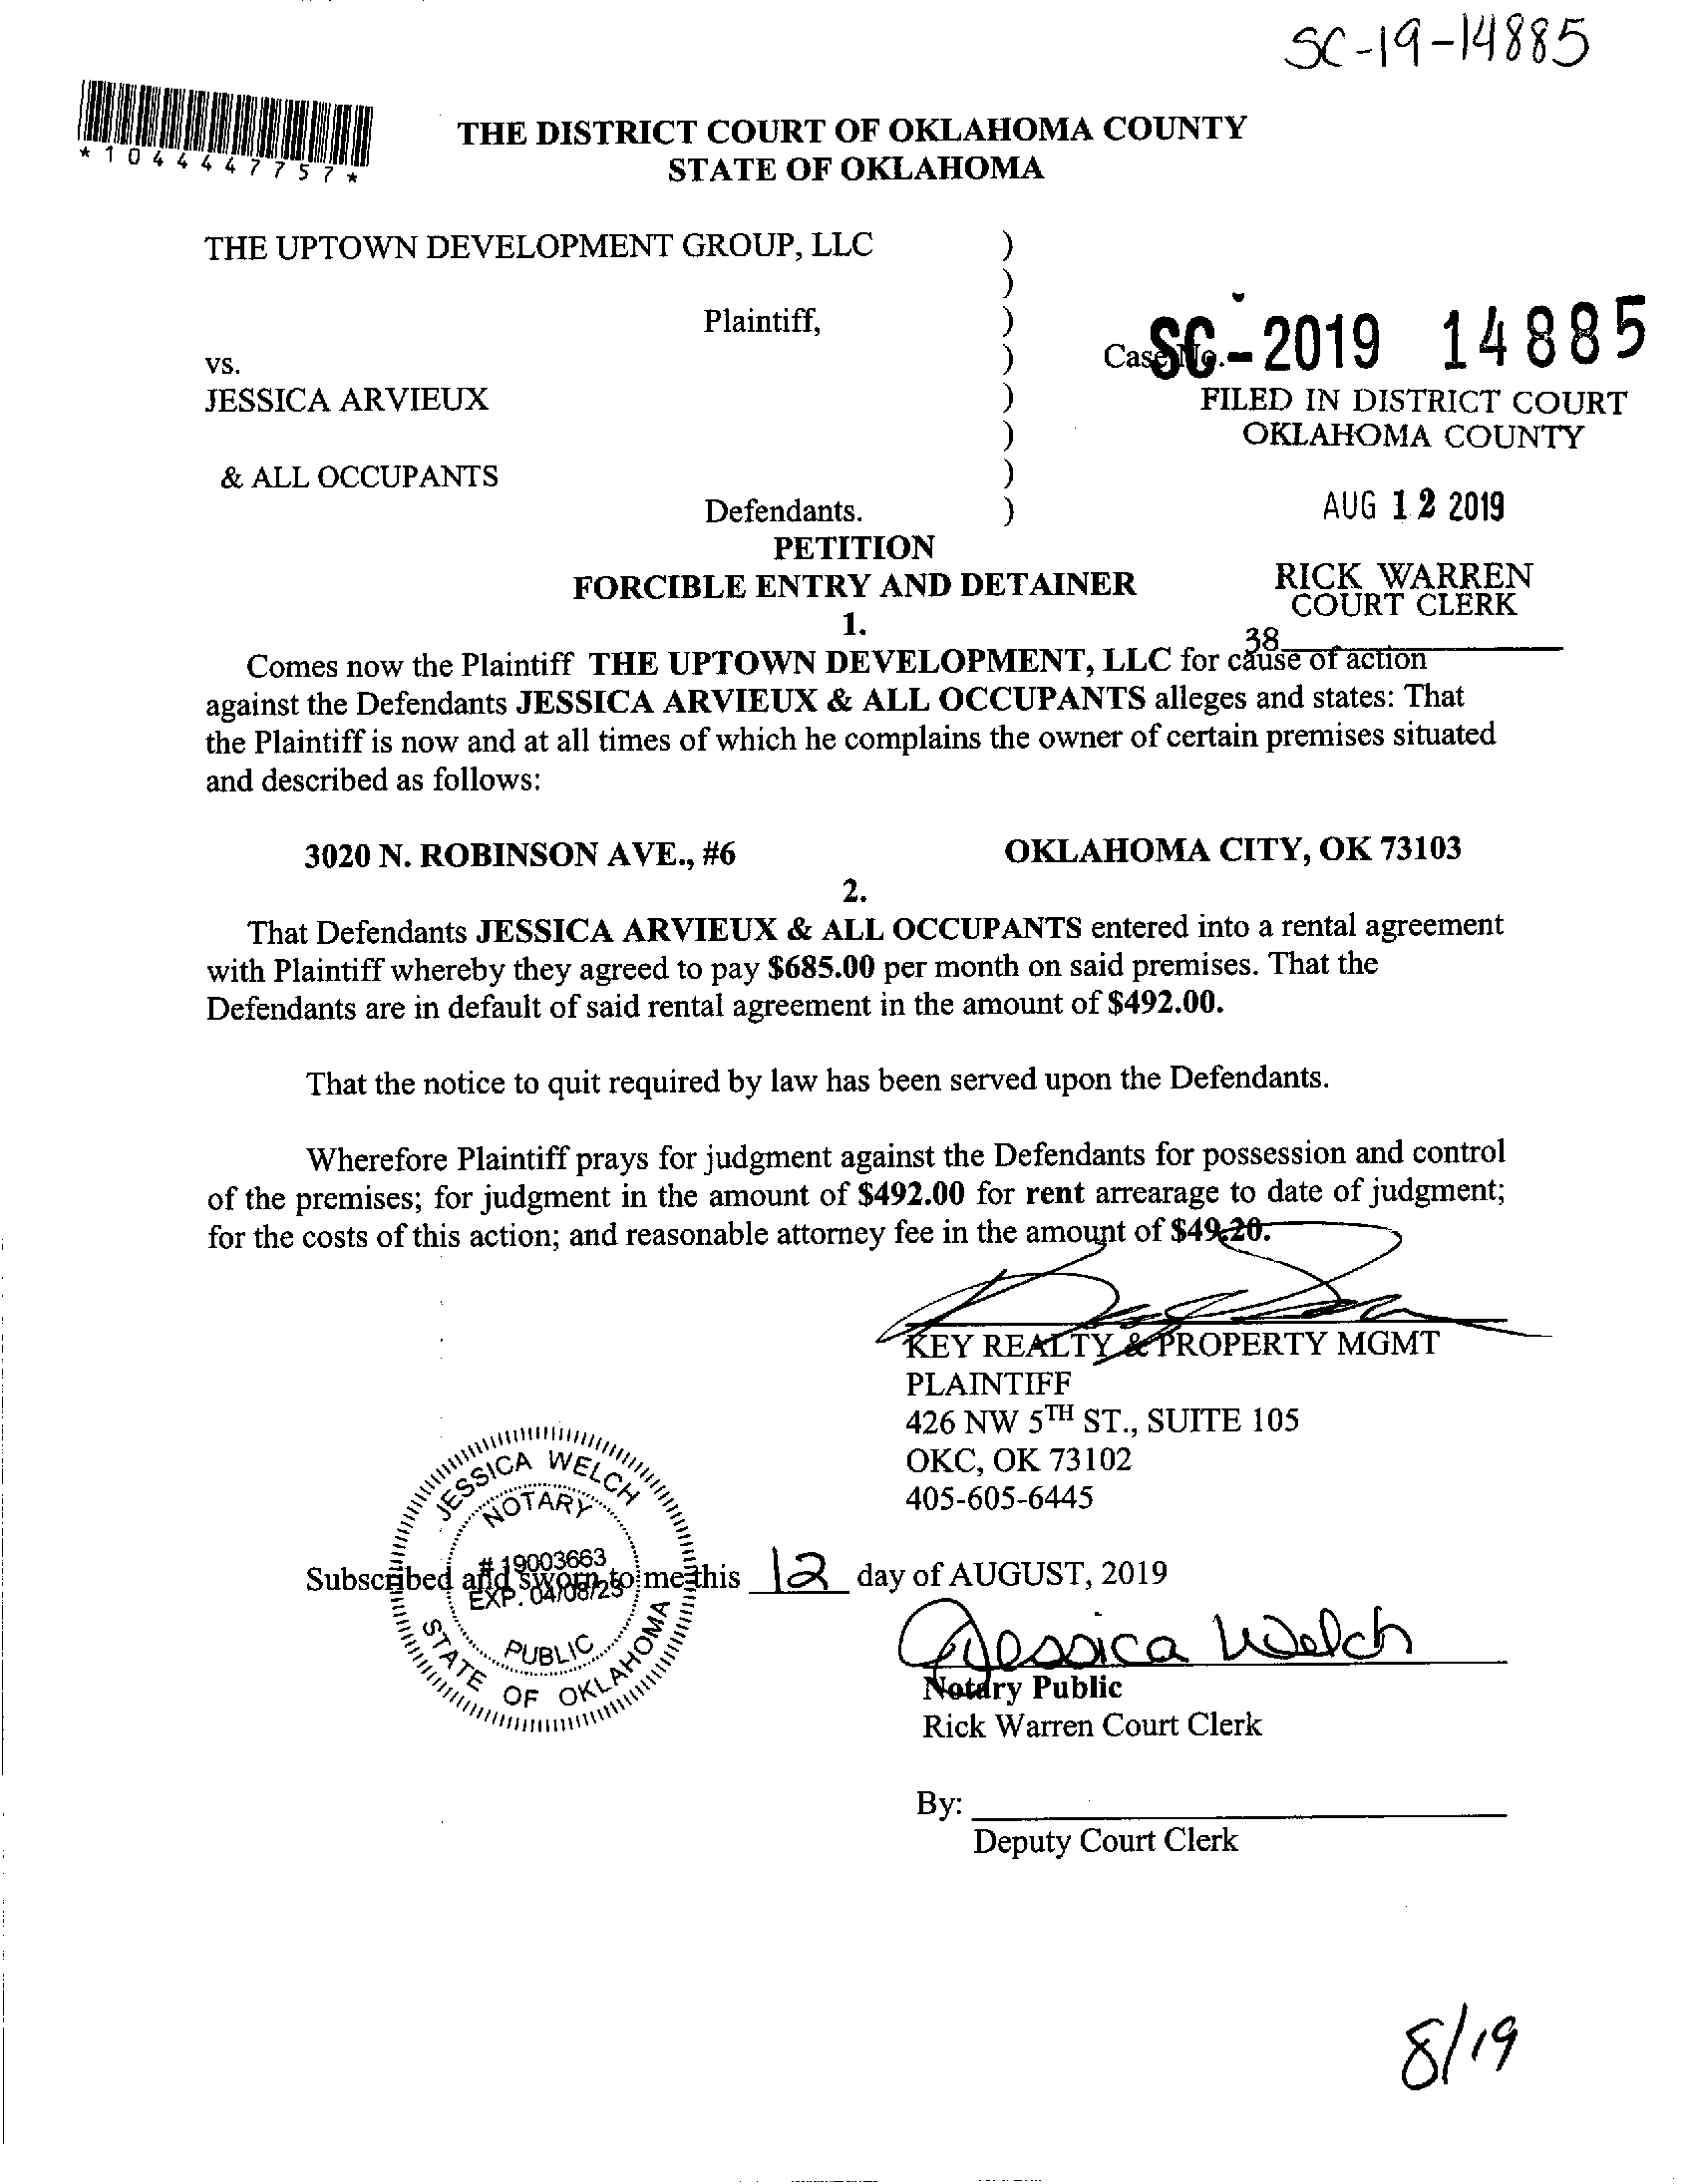 SC-19-14885
*1044447757*
THE DISTRICT COURT OF OKLAHOMA COUNTY
STATE OF OKLAHOMA
THE UPTOWN DEVELOPMENT GROUP, LLC )
)
Plaintiff, )
vs. ) Case No. SC-2019 14885
JESSICA ARVIEUX ) FILED IN DISTRICT COURT
) OKLAHOMA COUNTY
& ALL OCCUPANTS )
Defendants. ) AUG 12 2019
PETITION
FORCIBLE ENTRY AND DETAINER
RICK WARREN
COURT CLERK
1.
38
Comes now the Plaintiff THE UPTOWN DEVELOPMENT, LLC for cause of action
against the Defendants JESSICA ARVIEUX & ALL OCCUPANTS alleges and states: That
the Plaintiff is now and at all times of which he complains the owner of certain premises situated
and described as follows:
3020 N. ROBINSON AVE., #6 OKLAHOMA CITY, OK 73103
2.
That Defendants JESSICA ARVIEUX & ALL OCCUPANTS entered into a rental agreement
with Plaintiff whereby they agreed to pay $685.00 per month on said premises. That the
Defendants are in default of said rental agreement in the amount of $492.00.
That the notice to quit required by law has been served upon the Defendants.
Wherefore Plaintiff prays for judgment against the Defendants for possession and control
of the premises; for judgment in the amount of $492.00 for rent arrearage to date of judgment;
for the costs of this action; and reasonable attorney fee in the amount of $49.20.
KEY REALTY & PROPERTY MGMT
PLAINTIFF
426 NW 5TH ST., SUITE 105
OKC, OK 73102
405-605-6445
JESSICA WELCH
NOTARY
# 19003663
EXP. 04/08/23
PUBLIC
STATE OF OKLAHOMA
Subscribed and sworn to me this 12 day of AUGUST, 2019
Jessica Welch
Notary Public
Rick Warren Court Clerk
By:
Deputy Court Clerk
8/19